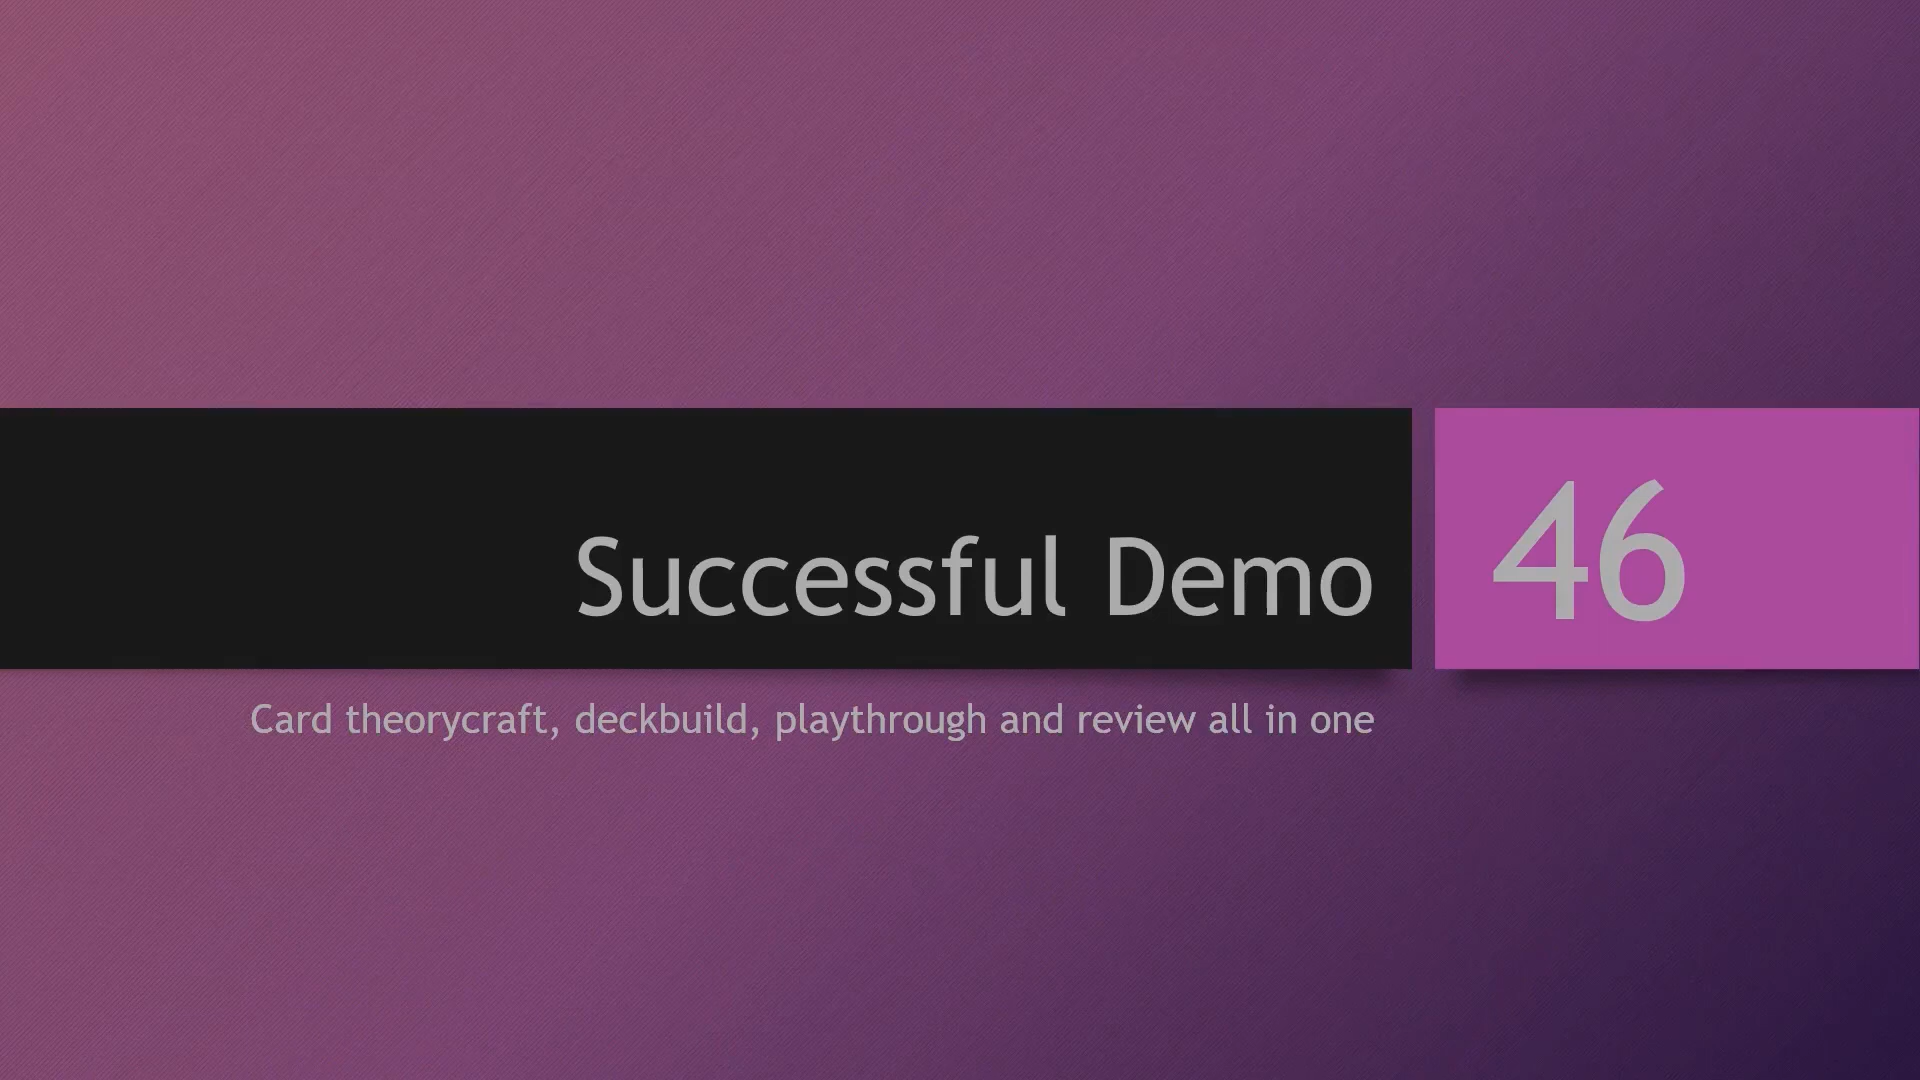 Successful Demo
46
Card theorycraft, deckbuild, playthrough and review all in one